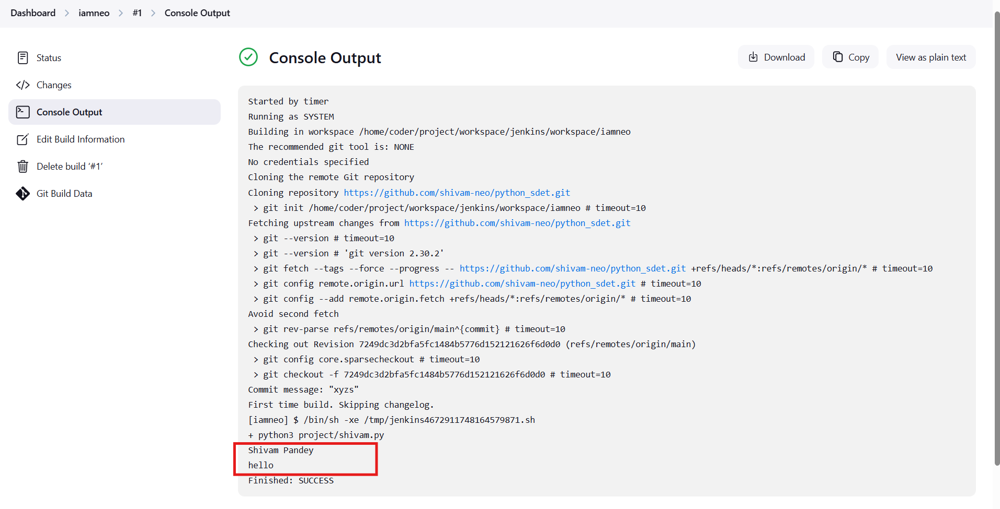 Dashboard > iamneo > #1 > Console Output
Status
Changes
Console Output
Edit Build Information
Delete build ‘#1’
Git Build Data
Console Output
Download
Copy
View as plain text
Started by timer
Running as SYSTEM
Building in workspace /home/coder/project/workspace/jenkins/workspace/iamneo
The recommended git tool is: NONE
No credentials specified
Cloning the remote Git repository
Cloning repository https://github.com/shivam-neo/python_sdet.git
 > git init /home/coder/project/workspace/jenkins/workspace/iamneo # timeout=10
Fetching upstream changes from https://github.com/shivam-neo/python_sdet.git
 > git --version # timeout=10
 > git --version # 'git version 2.30.2'
 > git fetch --tags --force --progress -- https://github.com/shivam-neo/python_sdet.git +refs/heads/*:refs/remotes/origin/* # timeout=10
 > git config remote.origin.url https://github.com/shivam-neo/python_sdet.git # timeout=10
 > git config --add remote.origin.fetch +refs/heads/*:refs/remotes/origin/* # timeout=10
Avoid second fetch
 > git rev-parse refs/remotes/origin/main^{commit} # timeout=10
Checking out Revision 7249dc3d2bfa5fc1484b5776d152121626f6d0d0 (refs/remotes/origin/main)
 > git config core.sparsecheckout # timeout=10
 > git checkout -f 7249dc3d2bfa5fc1484b5776d152121626f6d0d0 # timeout=10
Commit message: "xyzs"
First time build. Skipping changelog.
[iamneo] $ /bin/sh -xe /tmp/jenkins4672911748164579871.sh
+ python3 project/shivam.py
Shivam Pandey
hello
Finished: SUCCESS